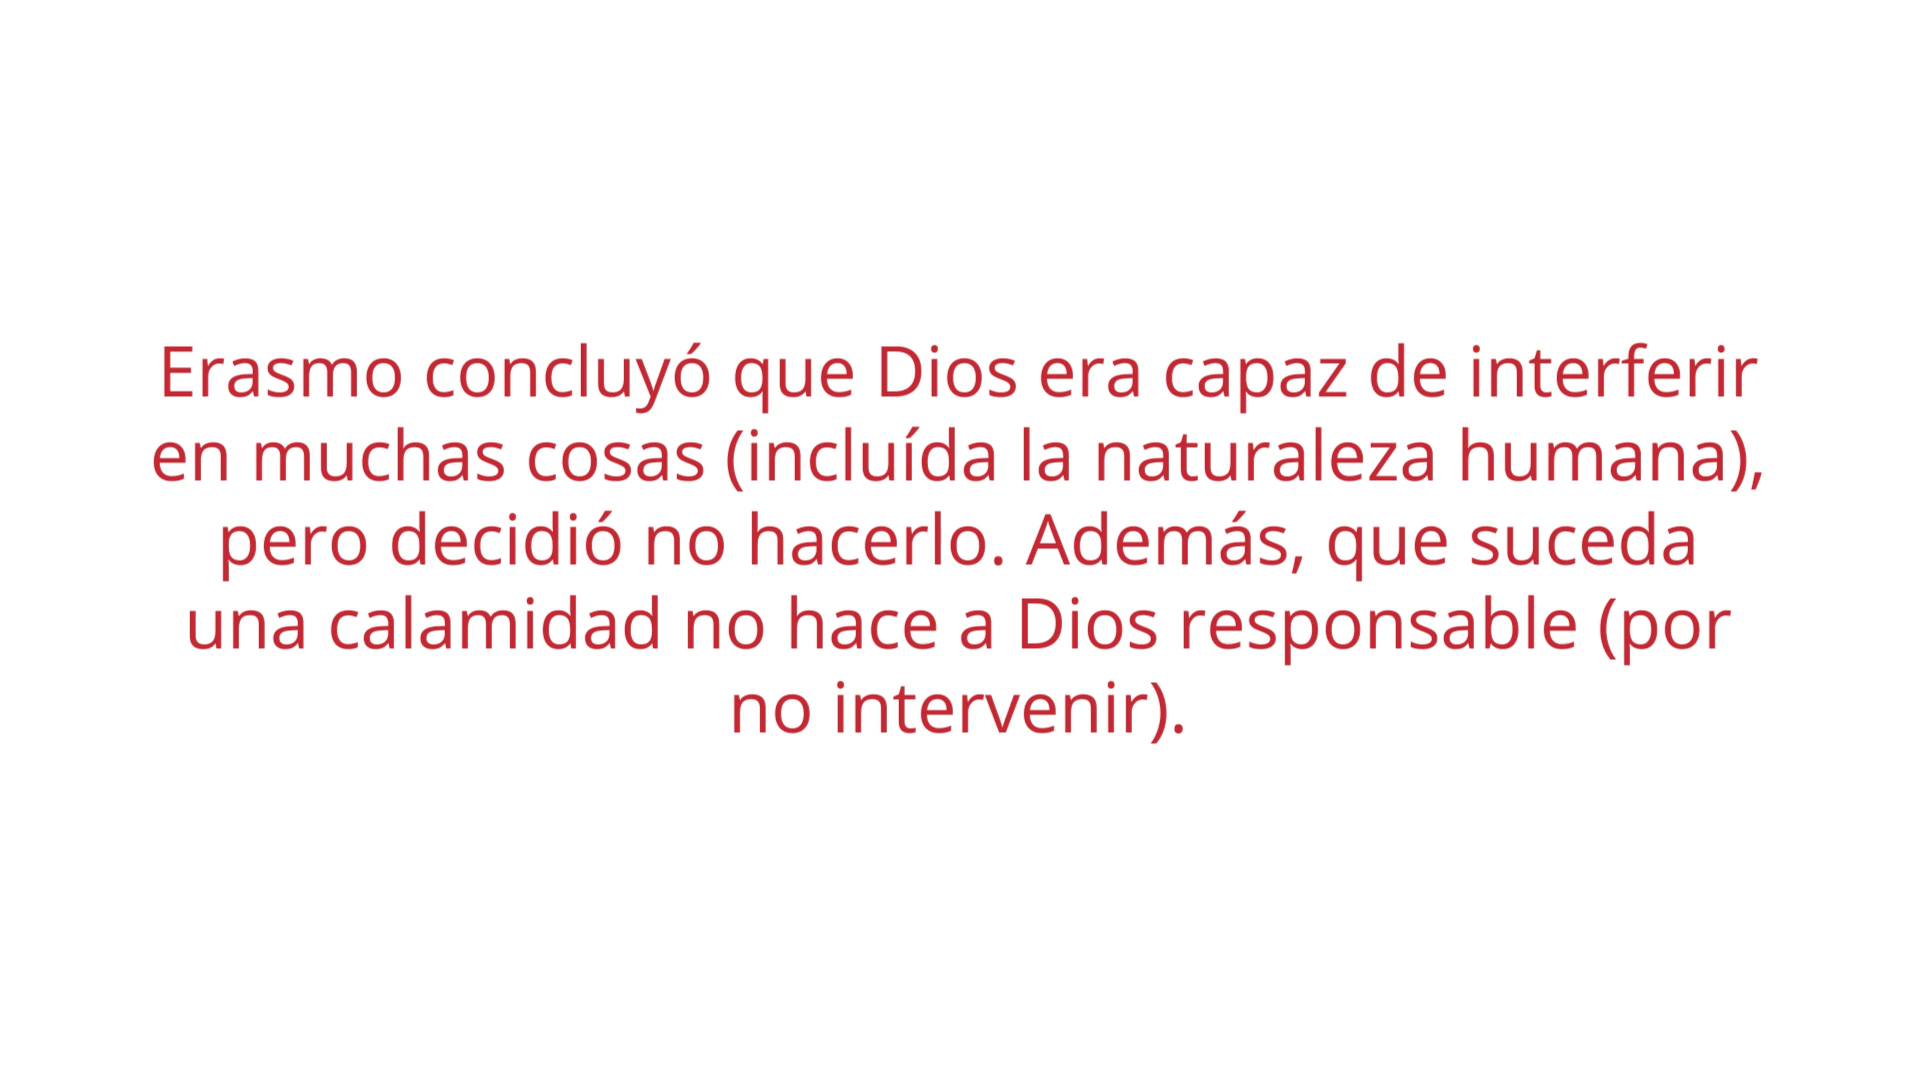 Erasmo concluyó que Dios era capaz de interferir
en muchas cosas (incluída la naturaleza humana),
pero decidió no hacerlo. Además, que suceda
una calamidad no hace a Dios responsable (por
no intervenir).